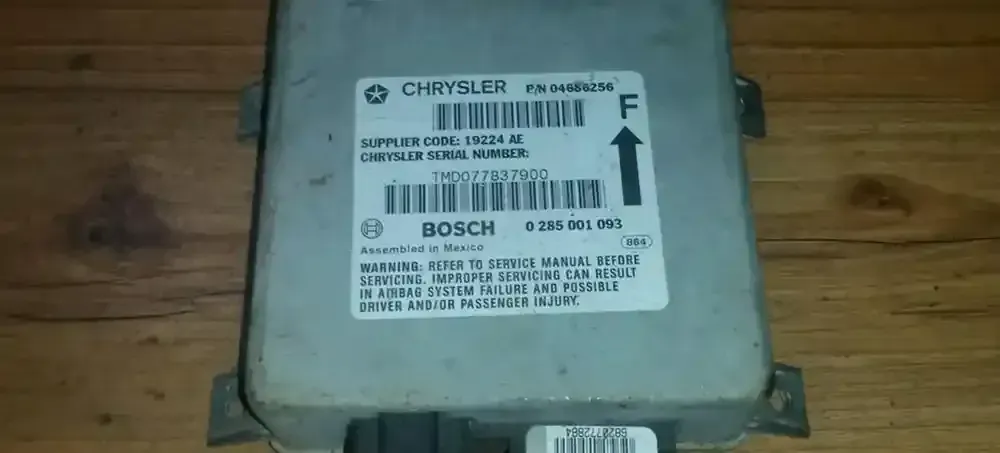 CHRYSLER P/N 04686256
F
SUPPLIER CODE: 19224 AE
CHRYSLER SERIAL NUMBER:
TMD077837900
BOSCH 0 285 001 093
Assembled in Mexico
864
WARNING: REFER TO SERVICE MANUAL BEFORE
SERVICING. IMPROPER SERVICING CAN RESULT
IN AIRBAG SYSTEM FAILURE AND POSSIBLE
DRIVER AND/OR PASSENGER INJURY.
6820772884